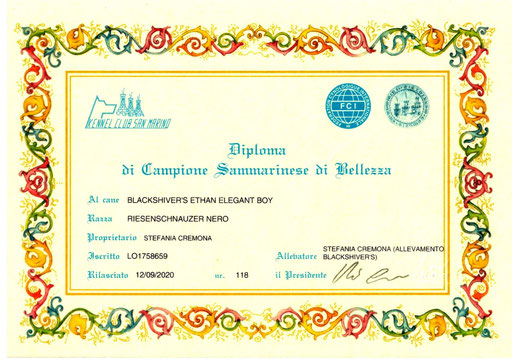 KENNEL CLUB SAN MARINO
FCI
Diploma
di Campione Sammarinese di Bellezza
Al cane BLACKSHIVER'S ETHAN ELEGANT BOY
Razza RIESENSCHNAUZER NERO
Proprietario STEFANIA CREMONA
Iscritto LO1758659 Allevatore STEFANIA CREMONA (ALLEVAMENTO
BLACKSHIVER'S)
Rilasciato 12/09/2020 nr. 118 il Presidente